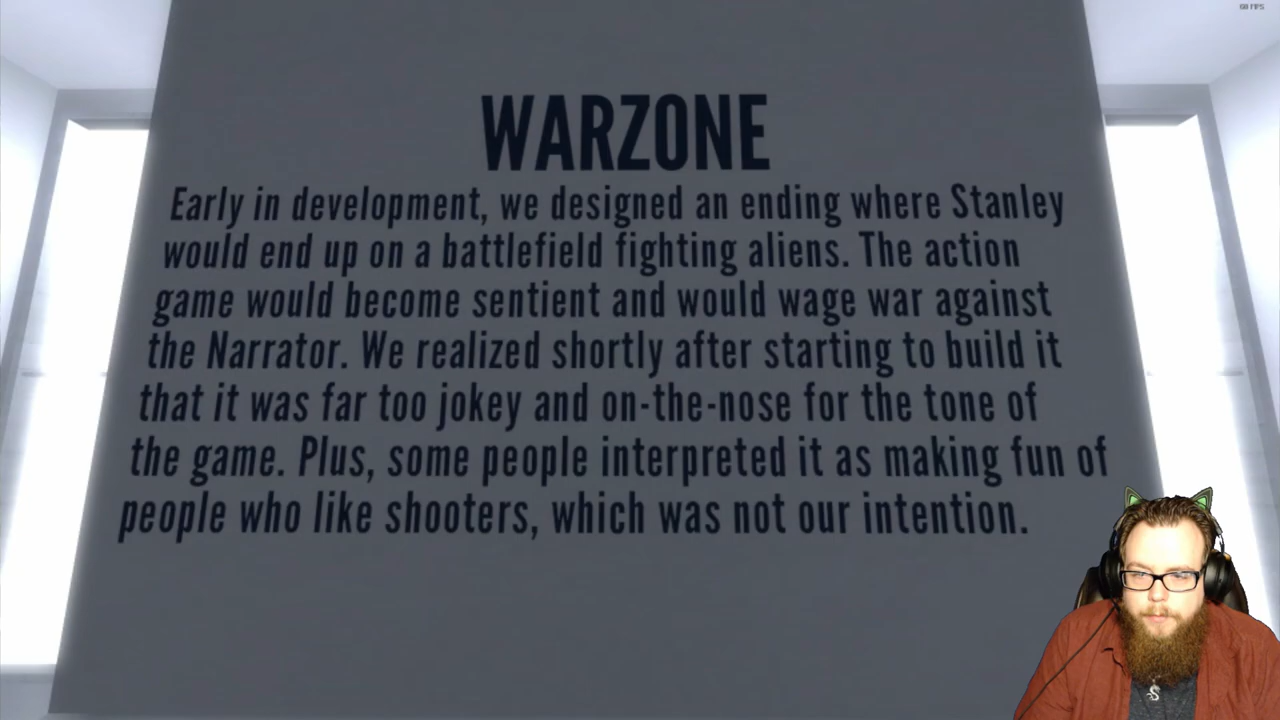 60 FPS
WARZONE
Early in development, we designed an ending where Stanley
would end up on a battlefield fighting aliens. The action
game would become sentient and would wage war against
the Narrator. We realized shortly after starting to build it
that it was far too jokey and on-the-nose for the tone of
the game. Plus, some people interpreted it as making fun of
people who like shooters, which was not our intention.